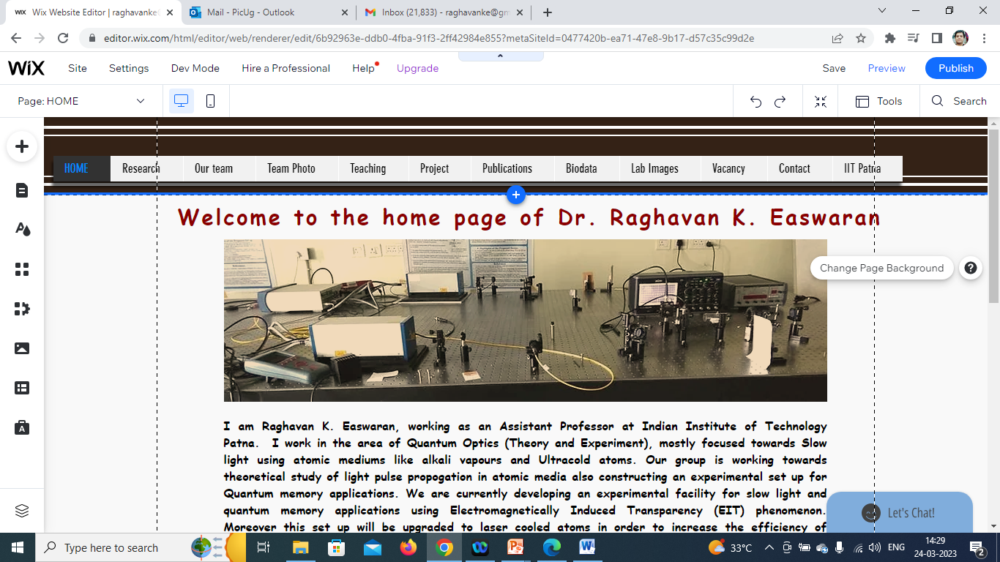 Wix Website Editor | raghavanke
Mail - PicUg - Outlook
Inbox (21,833) - raghavanke@gm
editor.wix.com/html/editor/web/renderer/edit/6b92963e-ddb0-4fba-91f3-2ff42984e855?metaSiteId=0477420b-ea71-47e8-9b17-d57c35c99d2e
WiX Site Settings Dev Mode Hire a Professional Help Upgrade Save Preview Publish
Page: HOME Tools Search
HOME Research Our team Team Photo Teaching Project Publications Biodata Lab Images Vacancy Contact IIT Patna
Welcome to the home page of Dr. Raghavan K. Easwaran
Change Page Background
I am Raghavan K. Easwaran, working as an Assistant Professor at Indian Institute of Technology
Patna. I work in the area of Quantum Optics (Theory and Experiment), mostly focused towards Slow
light using atomic mediums like alkali vapours and Ultracold atoms. Our group is working towards
theoretical study of light pulse propogation in atomic media also constructing an experimental set up for
Quantum memory applications. We are currently developing an experimental facility for slow light and
quantum memory applications using Electromagnetically Induced Transparency (EIT) phenomenon.
Moreover this set up will be upgraded to laser cooled atoms in order to increase the efficiency of
Let's Chat!
Type here to search
33°C
ENG
14:29
24-03-2023
2